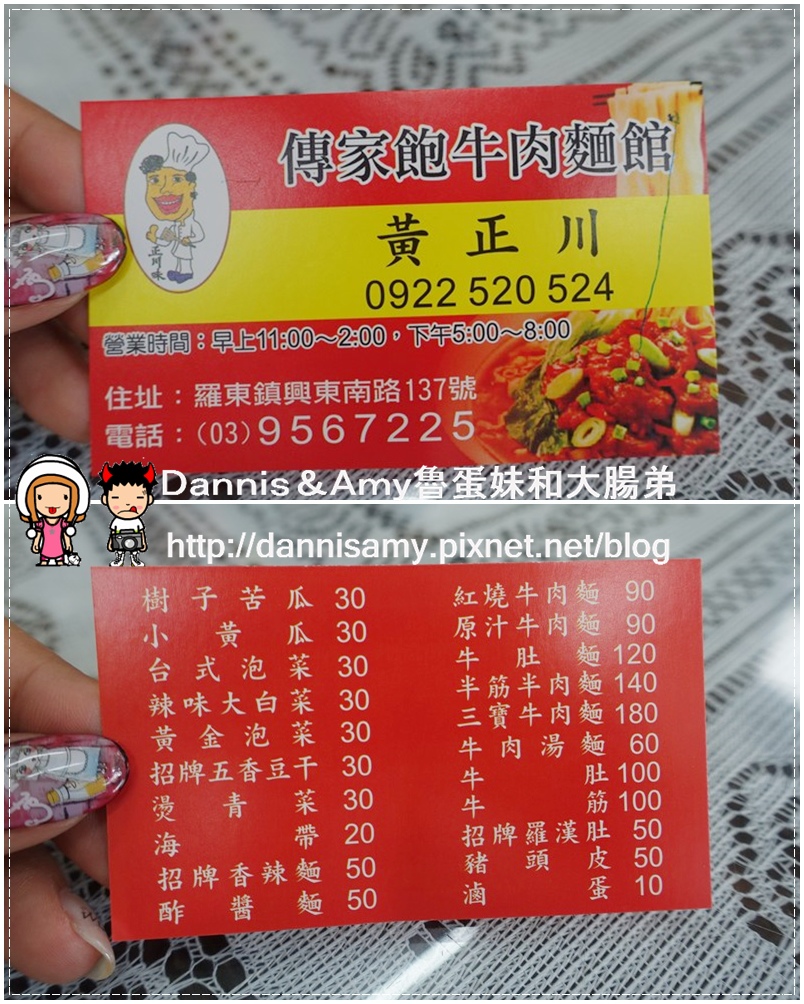 傳家飽牛肉麵館
正川味
黃正川
0922 520 524
營業時間：早上11:00～2:00，下午5:00～8:00
住址：羅東鎮興東南路137號
電話：(03)9567225
Dannis＆Amy魯蛋妹和大腸弟
http://dannisamy.pixnet.net/blog
樹子苦瓜 30
小黃瓜 30
台式泡菜 30
辣味大白菜 30
黃金泡菜 30
招牌五香豆干 30
燙青菜 30
海帶 20
招牌香辣麵 50
酢醬麵 50
紅燒牛肉麵 90
原汁牛肉麵 90
牛肚麵 120
半筋半肉麵 140
三寶牛肉麵 180
牛肉湯麵 60
牛肚 100
牛筋 100
招牌羅漢肚 50
豬頭皮 50
滷蛋 10